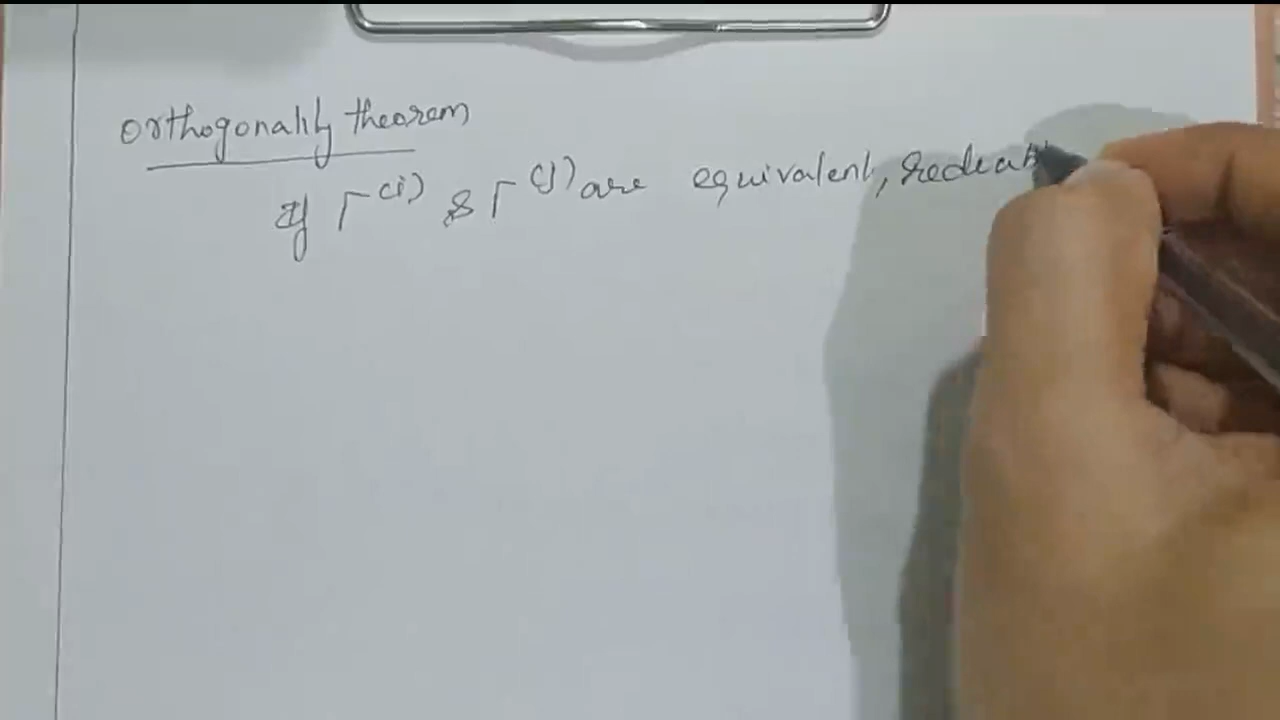 Orthogonality theorem
If Γ(i) & Γ(j) are equivalent,